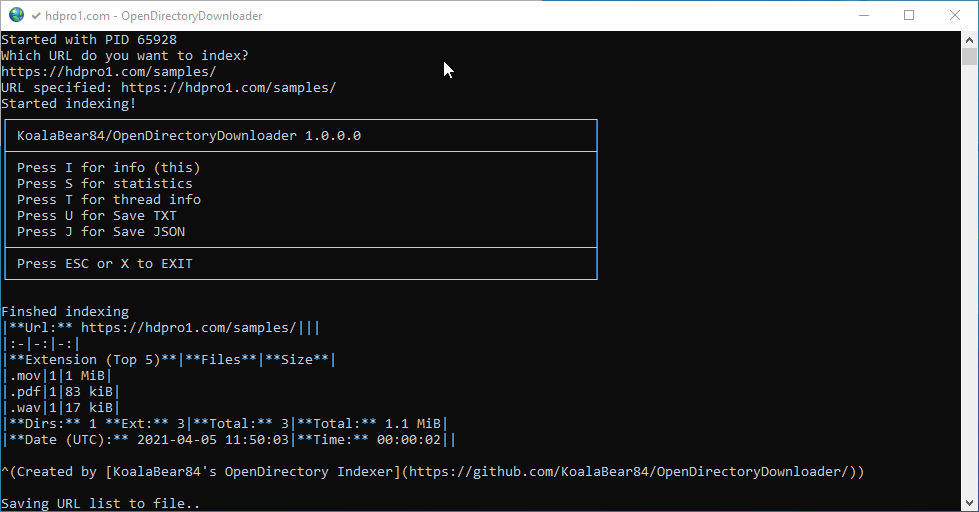 hdpro1.com - OpenDirectoryDownloader
Started with PID 65928
Which URL do you want to index?
https://hdpro1.com/samples/
URL specified: https://hdpro1.com/samples/
Started indexing!
KoalaBear84/OpenDirectoryDownloader 1.0.0.0
Press I for info (this)
Press S for statistics
Press T for thread info
Press U for Save TXT
Press J for Save JSON
Press ESC or X to EXIT
Finshed indexing
|**Url:** https://hdpro1.com/samples/|||
|:-|-:|-:|
|**Extension (Top 5)**|**Files**|**Size**|
|.mov|1|1 MiB|
|.pdf|1|83 kiB|
|.wav|1|17 kiB|
|**Dirs:** 1 **Ext:** 3|**Total:** 3|**Total:** 1.1 MiB|
|**Date (UTC):** 2021-04-05 11:50:03|**Time:** 00:00:02||
^(Created by [KoalaBear84's OpenDirectory Indexer](https://github.com/KoalaBear84/OpenDirectoryDownloader/))
Saving URL list to file..